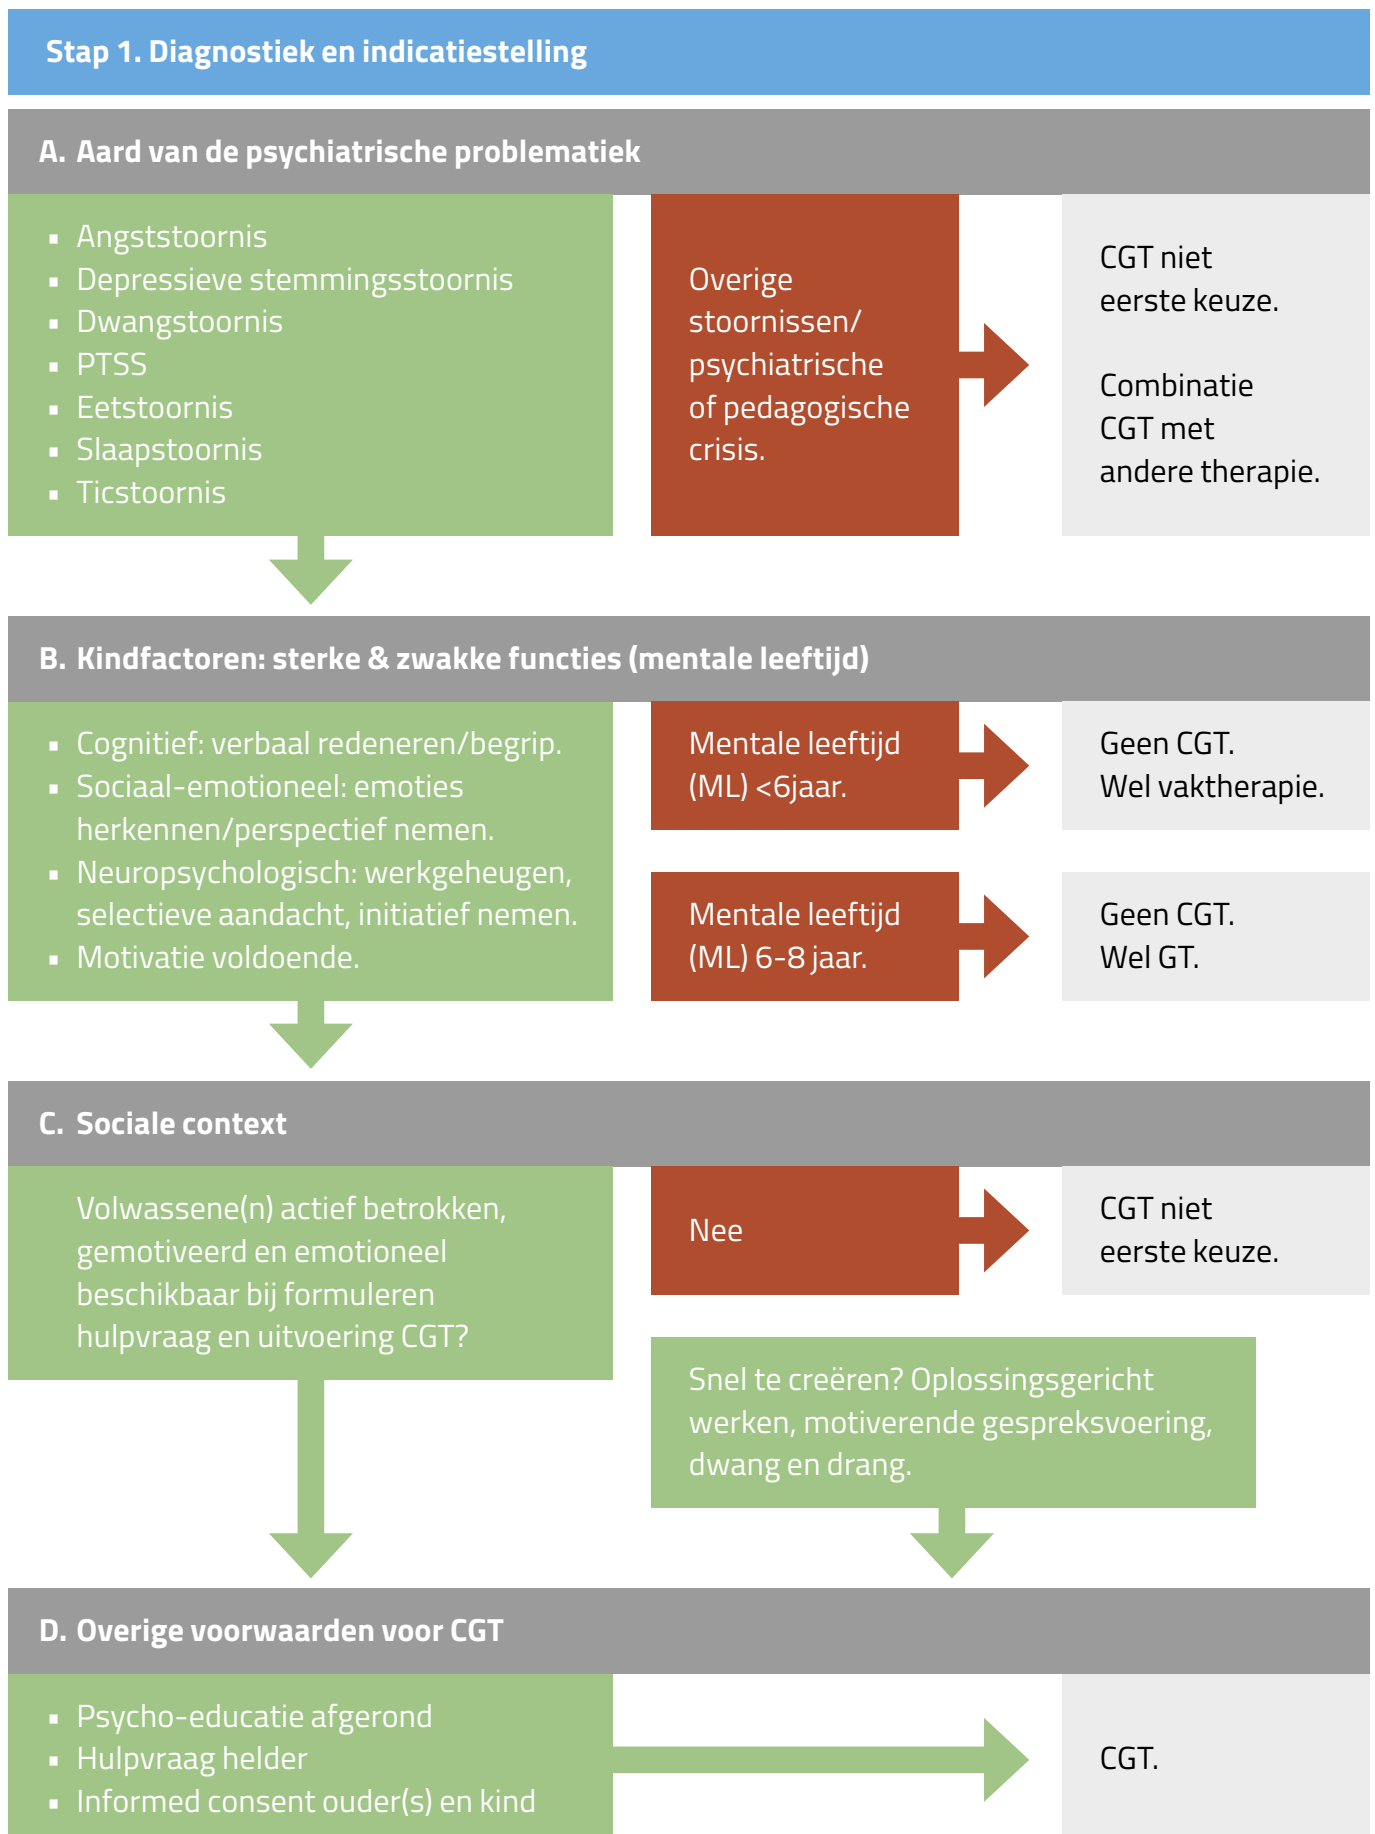 Stap 1. Diagnostiek en indicatiestelling
A. Aard van de psychiatrische problematiek
▪ Angststoornis
▪ Depressieve stemmingsstoornis
▪ Dwangstoornis
▪ PTSS
▪ Eetstoornis
▪ Slaapstoornis
▪ Ticstoornis
Overige
stoornissen/
psychiatrische
of pedagogische
crisis.
CGT niet
eerste keuze.
Combinatie
CGT met
andere therapie.
B. Kindfactoren: sterke & zwakke functies (mentale leeftijd)
▪ Cognitief: verbaal redeneren/begrip.
▪ Sociaal-emotioneel: emoties
herkennen/perspectief nemen.
▪ Neuropsychologisch: werkgeheugen,
selectieve aandacht, initiatief nemen.
▪ Motivatie voldoende.
Mentale leeftijd
(ML) <6jaar.
Geen CGT.
Wel vaktherapie.
Mentale leeftijd
(ML) 6-8 jaar.
Geen CGT.
Wel GT.
C. Sociale context
Volwassene(n) actief betrokken,
gemotiveerd en emotioneel
beschikbaar bij formuleren
hulpvraag en uitvoering CGT?
Nee
CGT niet
eerste keuze.
Snel te creëren? Oplossingsgericht
werken, motiverende gespreksvoering,
dwang en drang.
D. Overige voorwaarden voor CGT
▪ Psycho-educatie afgerond
▪ Hulpvraag helder
▪ Informed consent ouder(s) en kind
CGT.